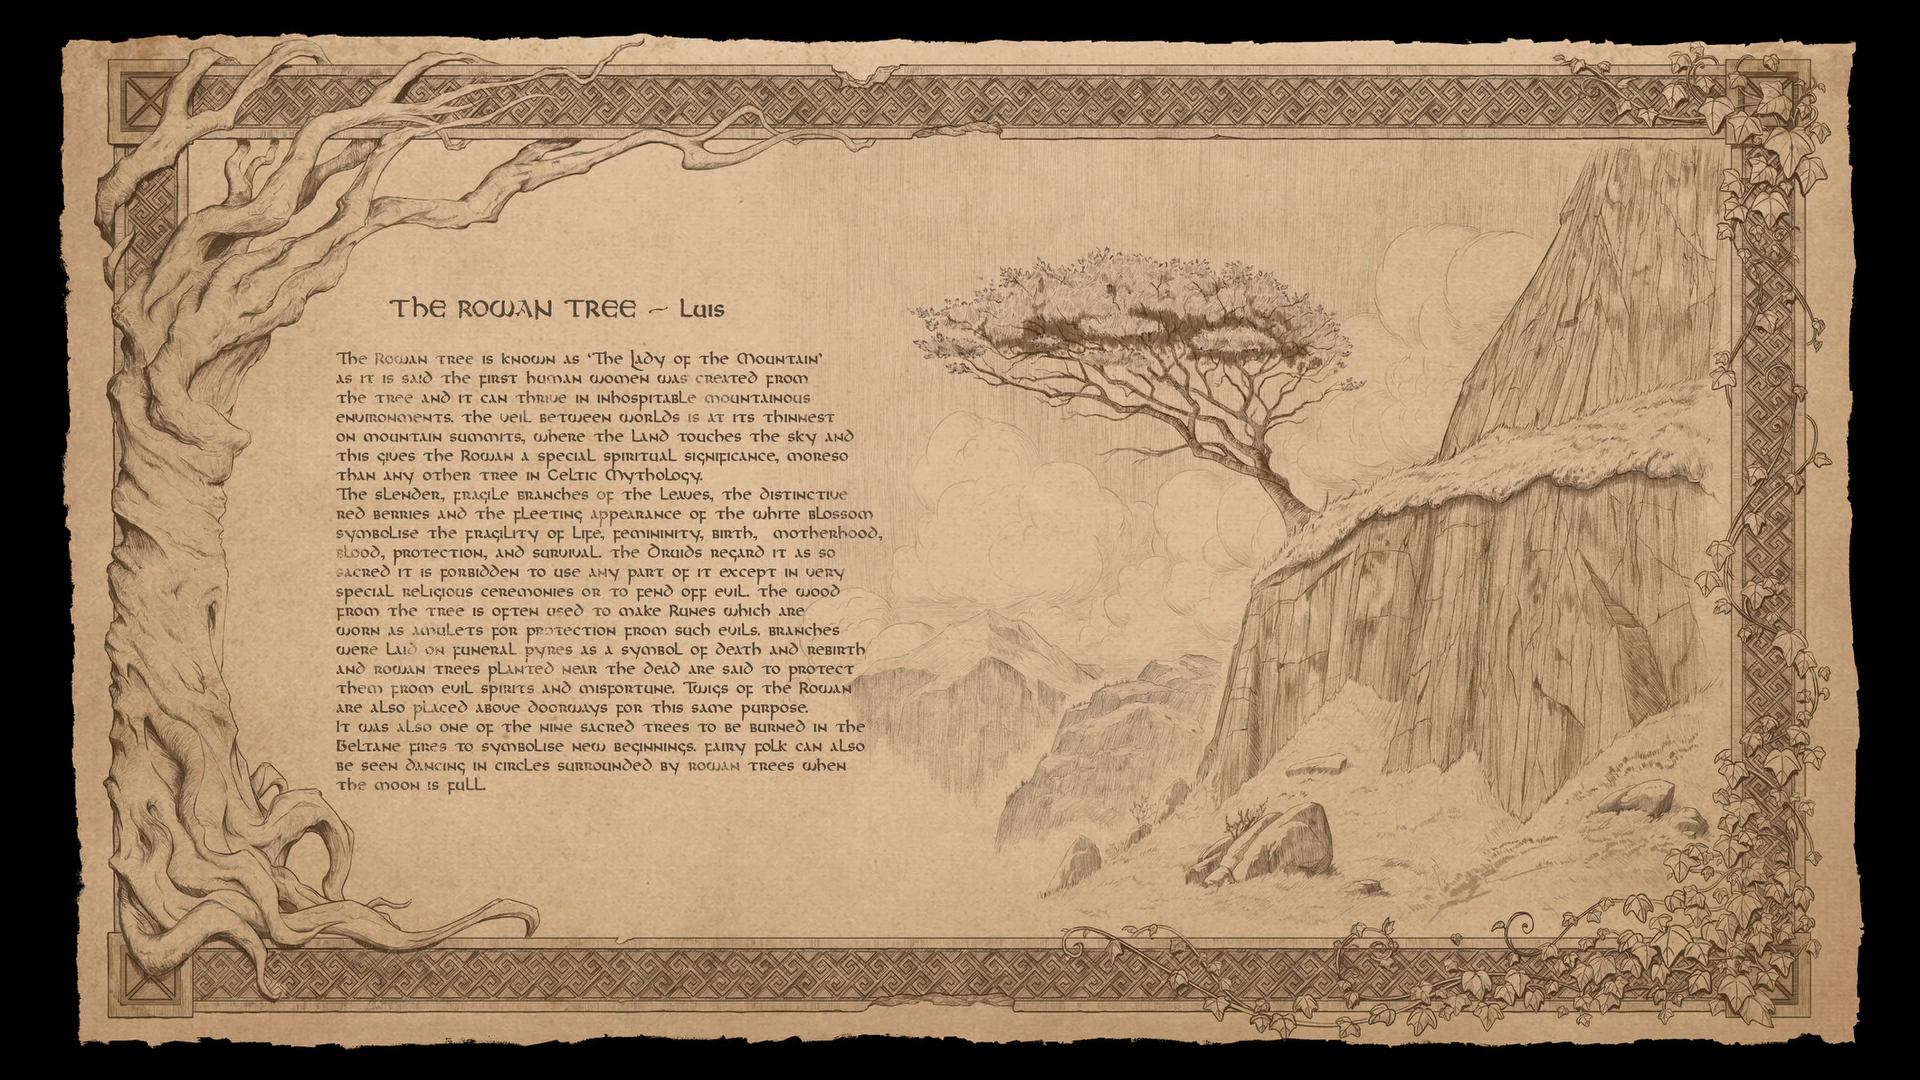 The Rowan Tree ~ Luis
The Rowan tree is known as 'The Lady of the Mountain'
as it is said the first human women was created from
the tree and it can thrive in inhospitable mountainous
environments. The veil between worlds is at its thinnest
on mountain summits, where the land touches the sky and
this gives the Rowan a special spiritual significance, moreso
than any other tree in Celtic Mythology.
The slender, fragile branches of the leaves, the distinctive
red berries and the fleeting appearance of the white blossom
symbolise the fragility of life, femininity, birth, motherhood,
blood, protection, and survival. The Druids regard it as so
sacred it is forbidden to use any part of it except in very
special religious ceremonies or to fend off evil. The wood
from the tree is often used to make Runes which are
worn as amulets for protection from such evils. Branches
were laid on funeral pyres as a symbol of death and rebirth
and rowan trees planted near the dead are said to protect
them from evil spirits and misfortune. Twigs of the Rowan
are also placed above doorways for this same purpose.
It was also one of the nine sacred trees to be burned in the
Beltane fires to symbolise new beginnings. Fairy folk can also
be seen dancing in circles surrounded by rowan trees when
the moon is full.